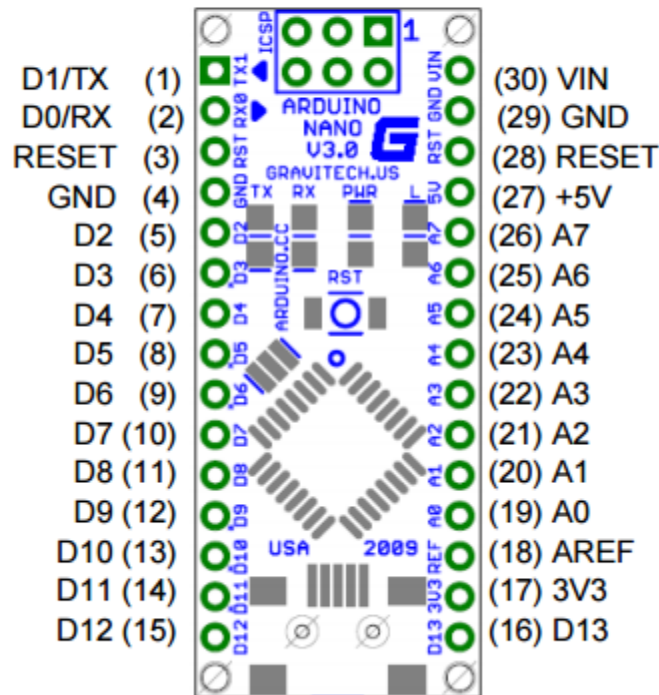 ICSP
1
D1/TX (1) TX1 VIN (30) VIN
D0/RX (2) RX0 GND (29) GND
ARDUINO
NANO
V3.0 G
GRAVITECH.US
RESET (3) RST RST (28) RESET
GND (4) GND 5V (27) +5V
TX RX PWR L
D2 (5) D2 A7 (26) A7
D3 (6) D3 A6 (25) A6
ARDUINO.CC
RST
D4 (7) D4 A5 (24) A5
D5 (8) D5 A4 (23) A4
D6 (9) D6 A3 (22) A3
D7 (10) D7 A2 (21) A2
D8 (11) D8 A1 (20) A1
D9 (12) D9 A0 (19) A0
USA 2009
D10 (13) D10 REF (18) AREF
D11 (14) D11 3V3 (17) 3V3
D12 (15) D12 D13 (16) D13